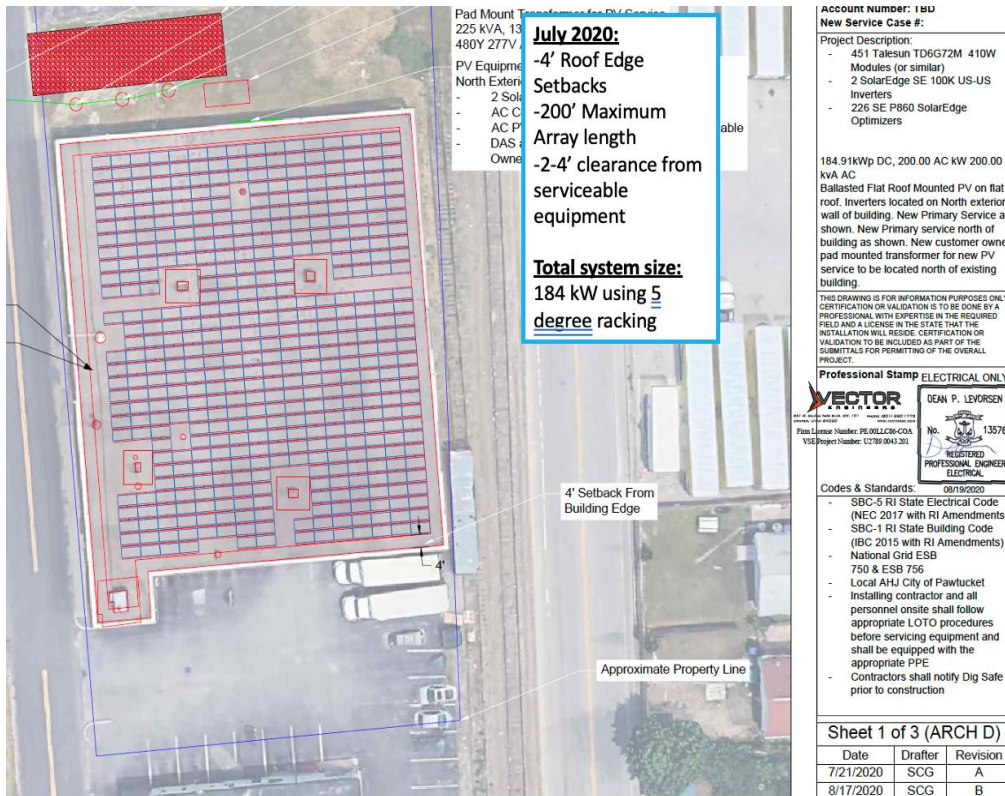 Pad Mount Transformer for PV Service
225 kVA, 13
480Y 277V
PV Equipme
North Exteri
- 2 Sola
- AC C
- AC P
- DAS
Owne
able
July 2020:
-4' Roof Edge
Setbacks
-200' Maximum
Array length
-2-4' clearance from
serviceable
equipment
Total system size:
184 kW using 5
degree racking
4' Setback From
Building Edge
4'
Approximate Property Line
Account Number: TBD
New Service Case #:
Project Description:
- 451 Talesun TD6G72M 410W
Modules (or similar)
- 2 SolarEdge SE 100K US-US
Inverters
- 226 SE P860 SolarEdge
Optimizers
184.91kWp DC, 200.00 AC kW 200.00
kvA AC
Ballasted Flat Roof Mounted PV on flat
roof. Inverters located on North exterior
wall of building. New Primary Service a
shown. New Primary service north of
building as shown. New customer owne
pad mounted transformer for new PV
service to be located north of existing
building.
THIS DRAWING IS FOR INFORMATION PURPOSES ONL
CERTIFICATION OR VALIDATION IS TO BE DONE BY A
PROFESSIONAL WITH EXPERTISE IN THE REQUIRED
FIELD AND A LICENSE IN THE STATE THAT THE
INSTALLATION WILL RESIDE. CERTIFICATION OR
VALIDATION TO BE INCLUDED AS PART OF THE
SUBMITTALS FOR PERMITTING OF THE OVERALL
PROJECT.
Professional Stamp ELECTRICAL ONLY
VECTOR
ENGINEERS
Firm License Number: PE.00LLC86-COA
VSE Project Number: U2789.0043.201
DEAN P. LEVORSEN
No. 13576
REGISTERED
PROFESSIONAL ENGINEER
ELECTRICAL
08/19/2020
Codes & Standards:
- SBC-5 RI State Electrical Code
(NEC 2017 with RI Amendments
- SBC-1 RI State Building Code
(IBC 2015 with RI Amendments)
- National Grid ESB
750 & ESB 756
- Local AHJ City of Pawtucket
- Installing contractor and all
personnel onsite shall follow
appropriate LOTO procedures
before servicing equipment and
shall be equipped with the
appropriate PPE
- Contractors shall notify Dig Safe
prior to construction
Sheet 1 of 3 (ARCH D)
Date Drafter Revision
7/21/2020 SCG A
8/17/2020 SCG B